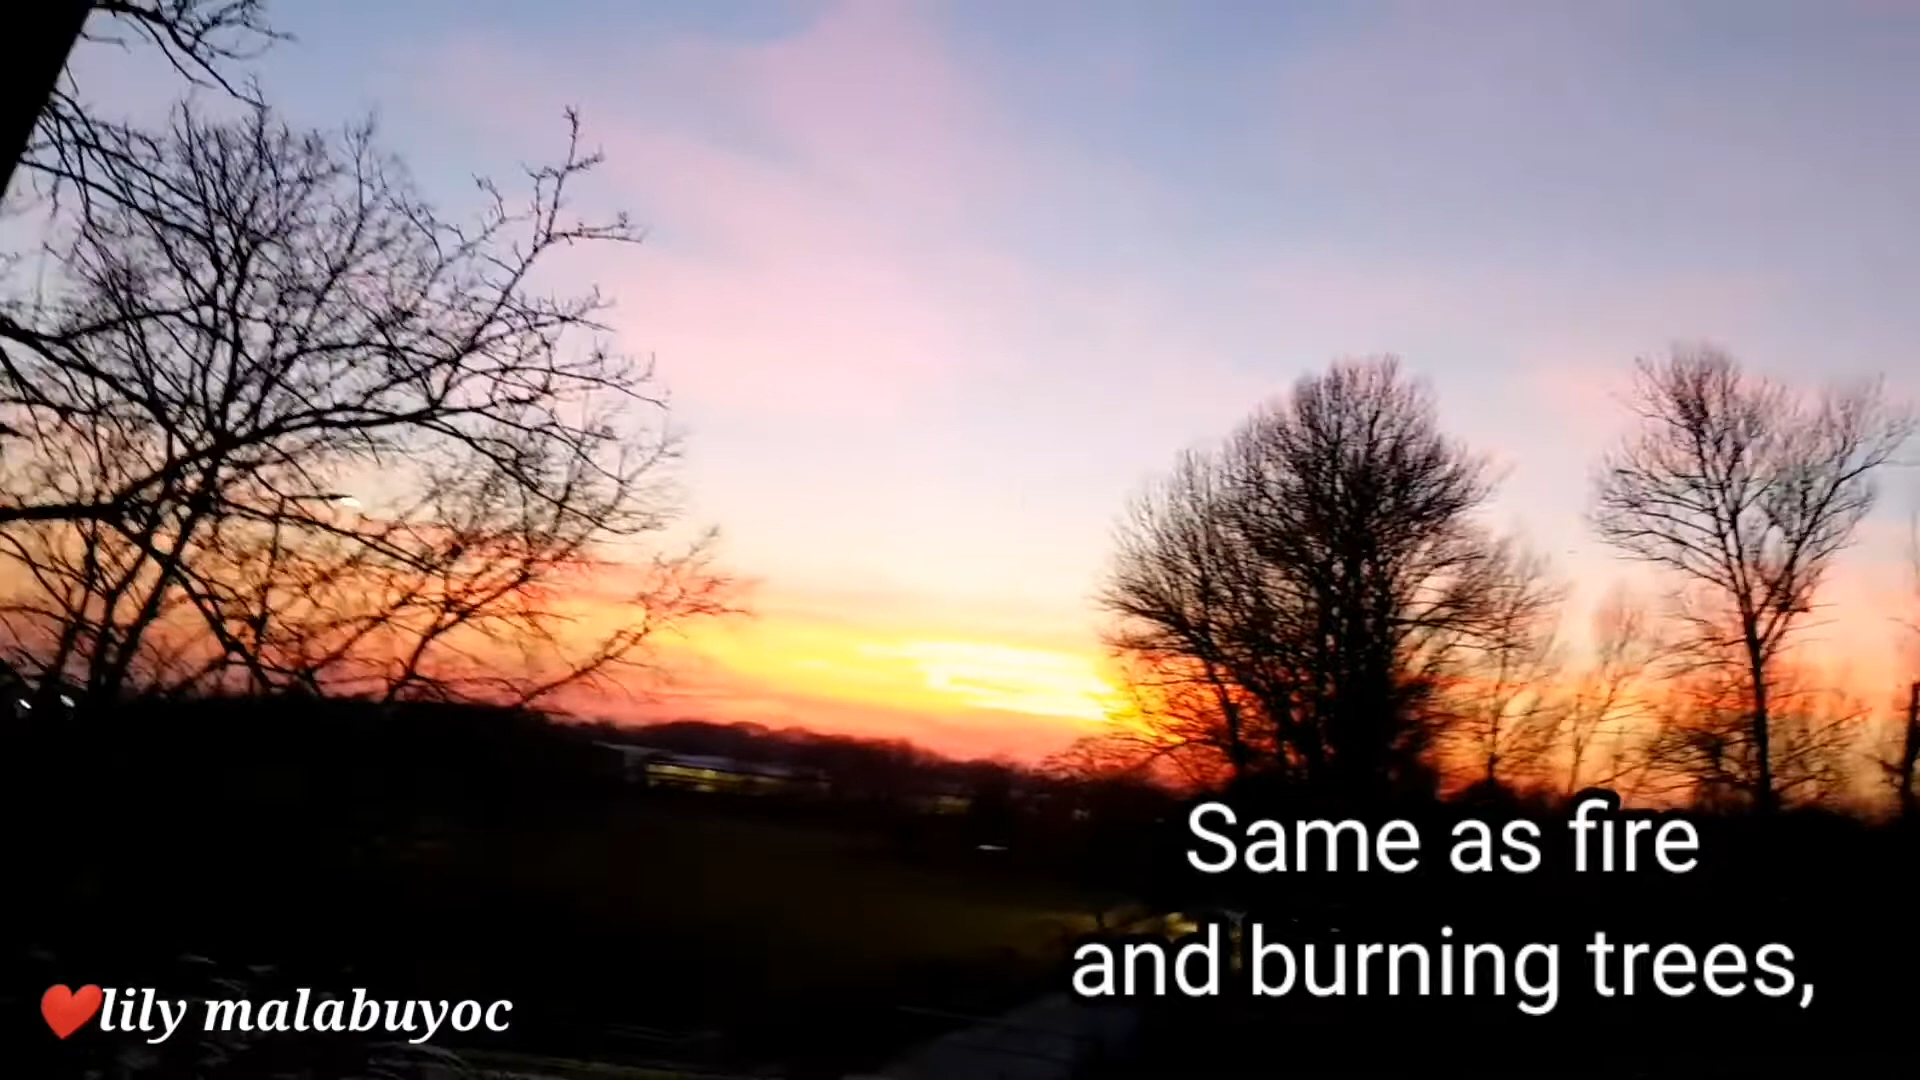 Same as fire
and burning trees,
❤️lily malabuyoc